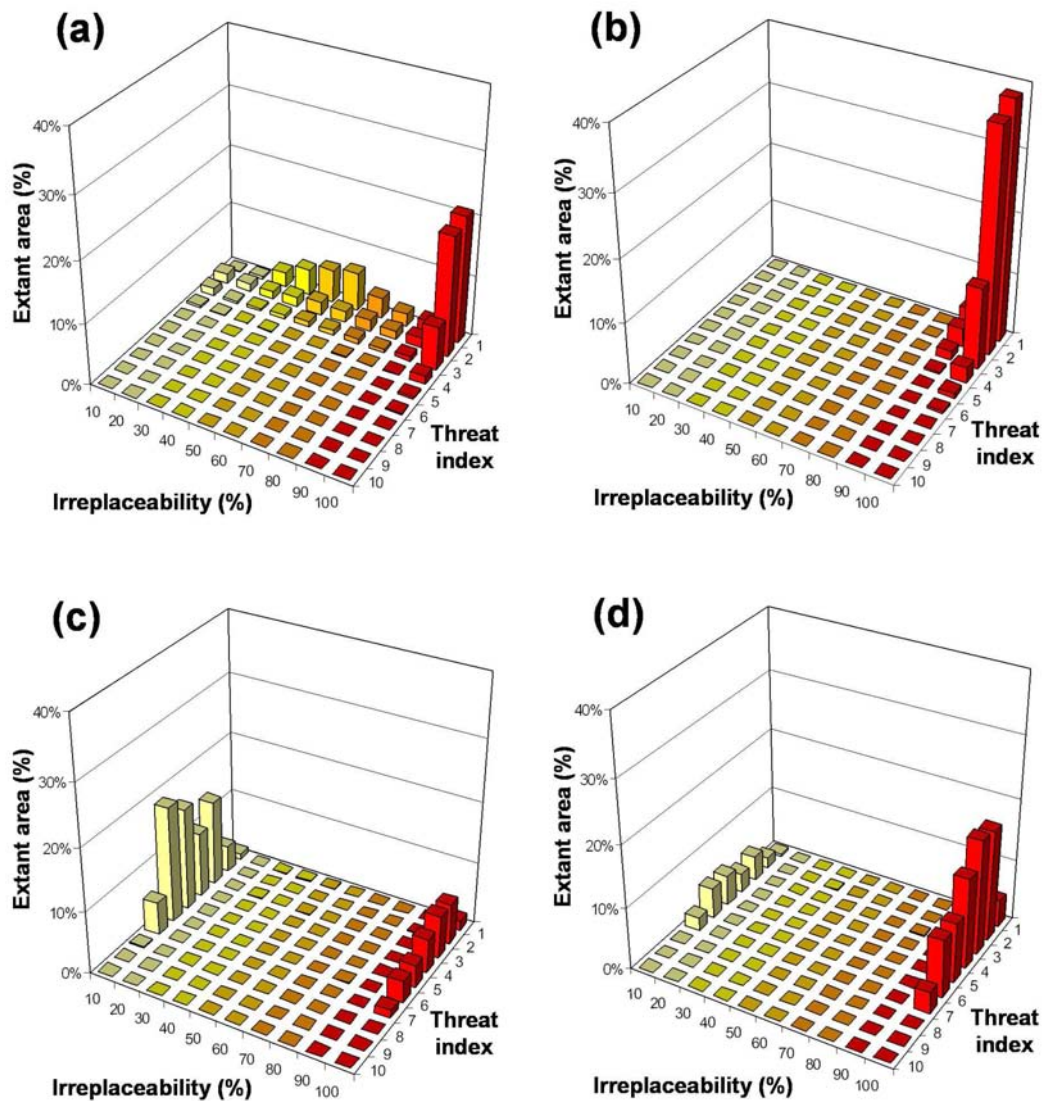 (a)
40%
30%
20%
10%
0%
Extant area (%)
10 20 30 40 50 60 70 80 90 100
Irreplaceability (%)
1 2 3 4 5 6 7 8 9 10
Threat
index
(b)
40%
30%
20%
10%
0%
Extant area (%)
10 20 30 40 50 60 70 80 90 100
Irreplaceability (%)
1 2 3 4 5 6 7 8 9 10
Threat
index
(c)
40%
30%
20%
10%
0%
Extant area (%)
10 20 30 40 50 60 70 80 90 100
Irreplaceability (%)
1 2 3 4 5 6 7 8 9 10
Threat
index
(d)
40%
30%
20%
10%
0%
Extant area (%)
10 20 30 40 50 60 70 80 90 100
Irreplaceability (%)
1 2 3 4 5 6 7 8 9 10
Threat
index